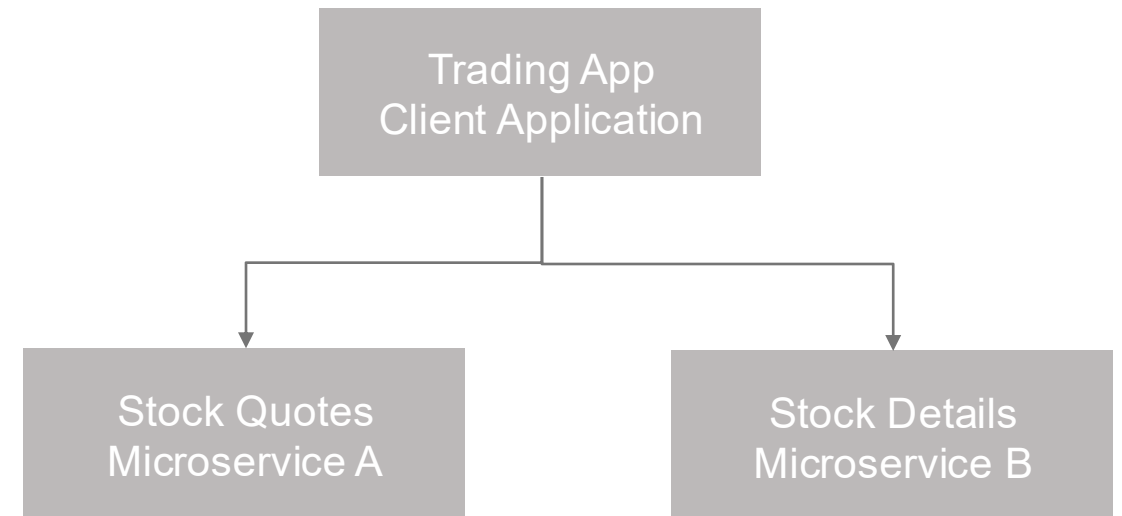 Trading App
Client Application
Stock Quotes
Microservice A
Stock Details
Microservice B